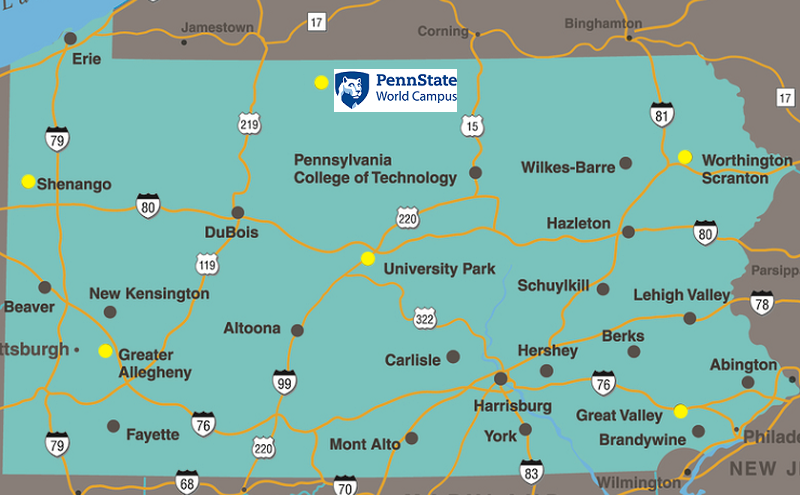 Jamestown
17
Corning
Binghamton
Erie
PennState
World Campus
17
79
219
15
81
Pennsylvania
College of Technology
Wilkes-Barre
Worthington
Scranton
Shenango
80
220
DuBois
Hazleton
80
119
University Park
Parsipp
Beaver
New Kensington
Schuylkill
Lehigh Valley
78
322
Altoona
ttsburgh
Greater
Allegheny
Carlisle
Hershey
Berks
Abington
99
76
Harrisburg
Great Valley
76
Fayette
Mont Alto
York
Brandywine
Philade
79
220
NEW J
68
70
83
Wilmington